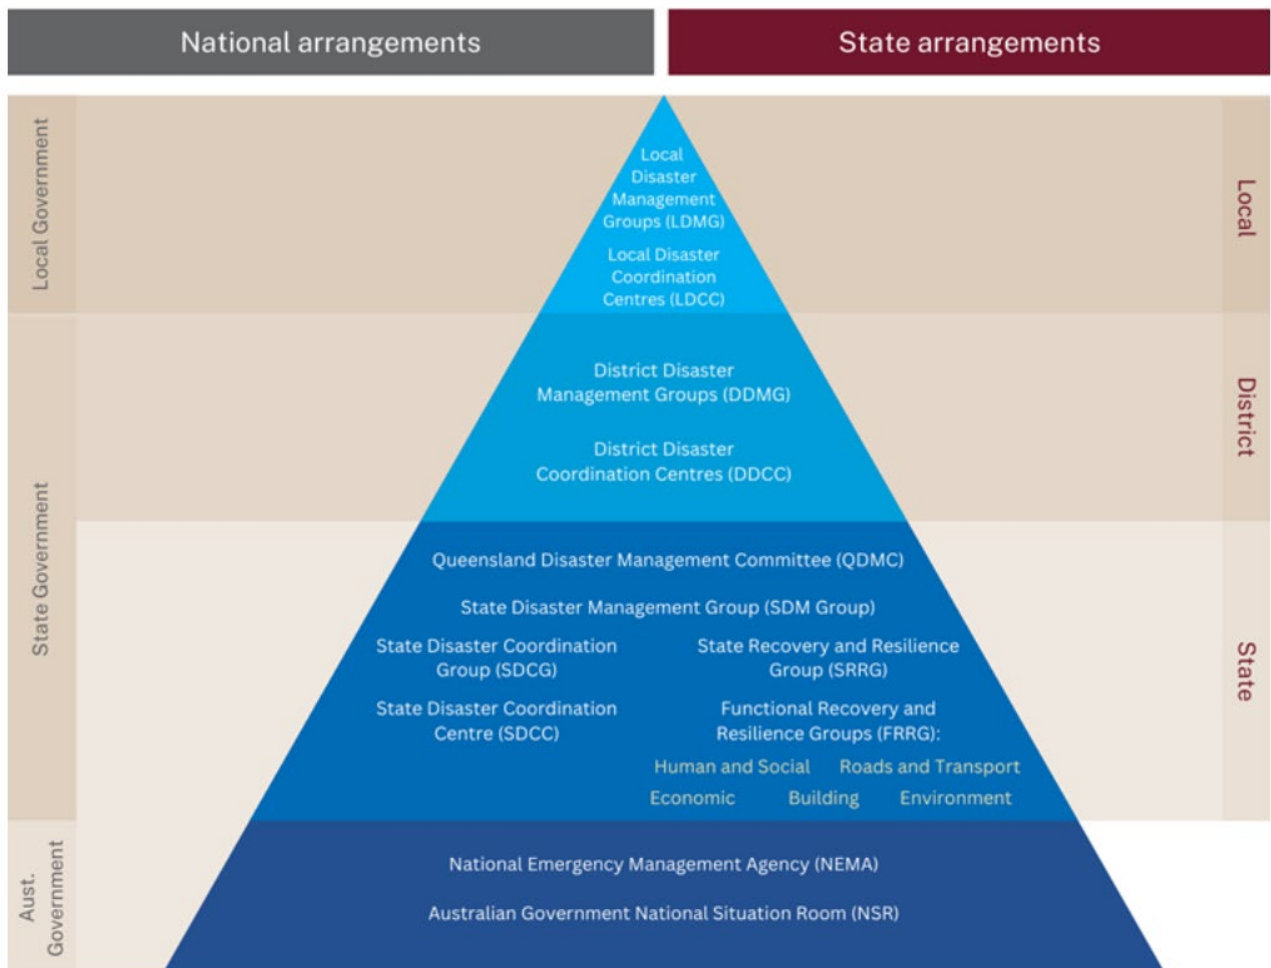 National arrangements
State arrangements
Local Government
Local
Disaster
Management
Groups (LDMG)
Local Disaster
Coordination
Centres (LDCC)
Local
State Government
District Disaster
Management Groups (DDMG)
District Disaster
Coordination Centres (DDCC)
District
Queensland Disaster Management Committee (QDMC)
State Disaster Management Group (SDM Group)
State Disaster Coordination
Group (SDCG)
State Disaster Coordination
Centre (SDCC)
State Recovery and Resilience
Group (SRRG)
Functional Recovery and
Resilience Groups (FRRG):
Human and Social
Roads and Transport
Economic
Building
Environment
State
Aust.
Government
National Emergency Management Agency (NEMA)
Australian Government National Situation Room (NSR)